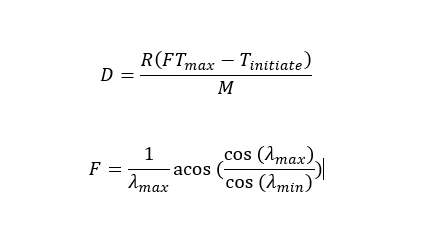 D = R(FT_max − T_initiate) / M
F = 1/λ_max acos (cos (λ_max) / cos (λ_min))